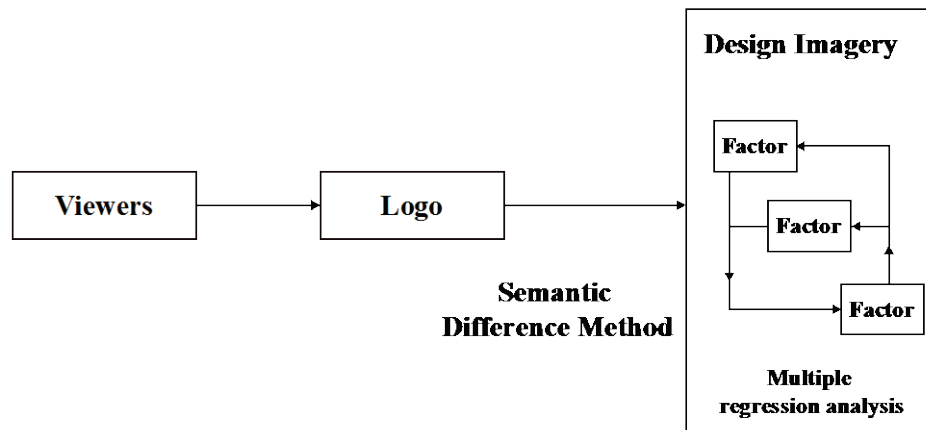 Design Imagery
Factor
Viewers
Logo
Factor
Semantic
Difference Method
Factor
Multiple
regression analysis